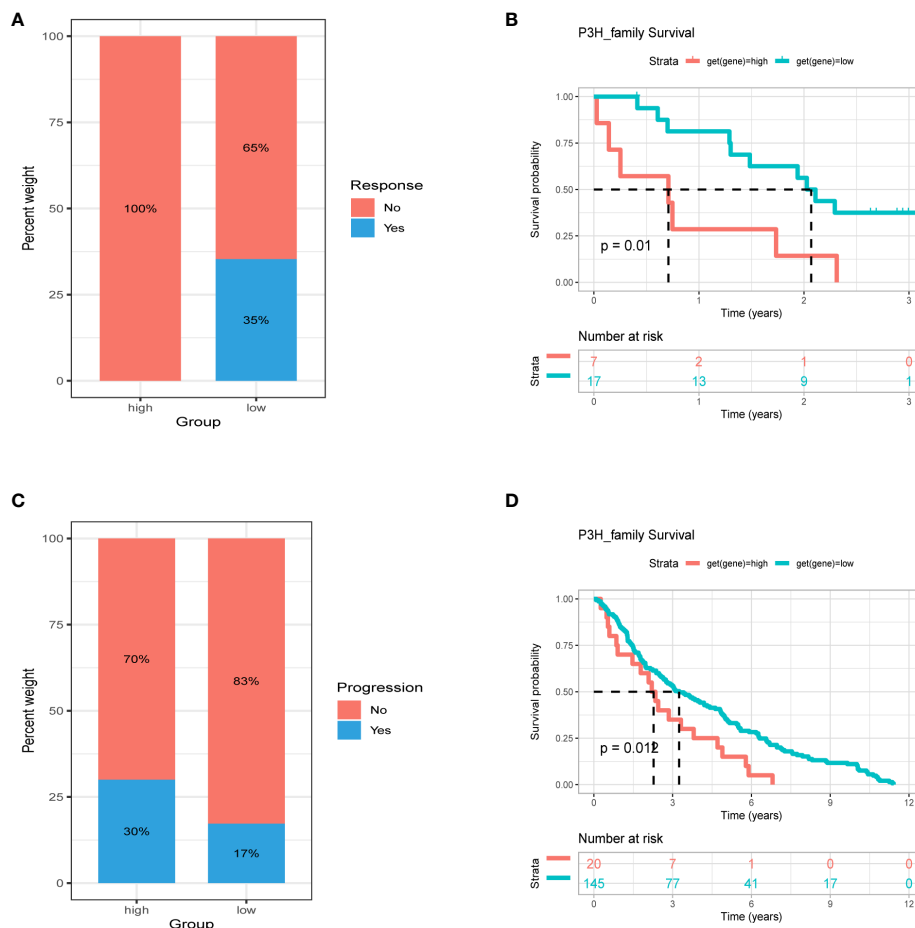 A
100
75
50
25
0
Percent weight
100%
65%
35%
high
low
Group
Response
No
Yes
B
P3H_family Survival
Strata get(gene)=high get(gene)=low
1.00
0.75
0.50
0.25
0.00
Survival probability
p = 0.01
0 1 2 3
Time (years)
Number at risk
Strata
7 2 1 0
17 13 9 1
0 1 2 3
Time (years)
C
100
75
50
25
0
Percent weight
70%
83%
30%
17%
high
low
Group
Progression
No
Yes
D
P3H_family Survival
Strata get(gene)=high get(gene)=low
1.00
0.75
0.50
0.25
0.00
Survival probability
p = 0.012
0 3 6 9 12
Time (years)
Number at risk
Strata
20 7 1 0 0
145 77 41 17 0
0 3 6 9 12
Time (years)